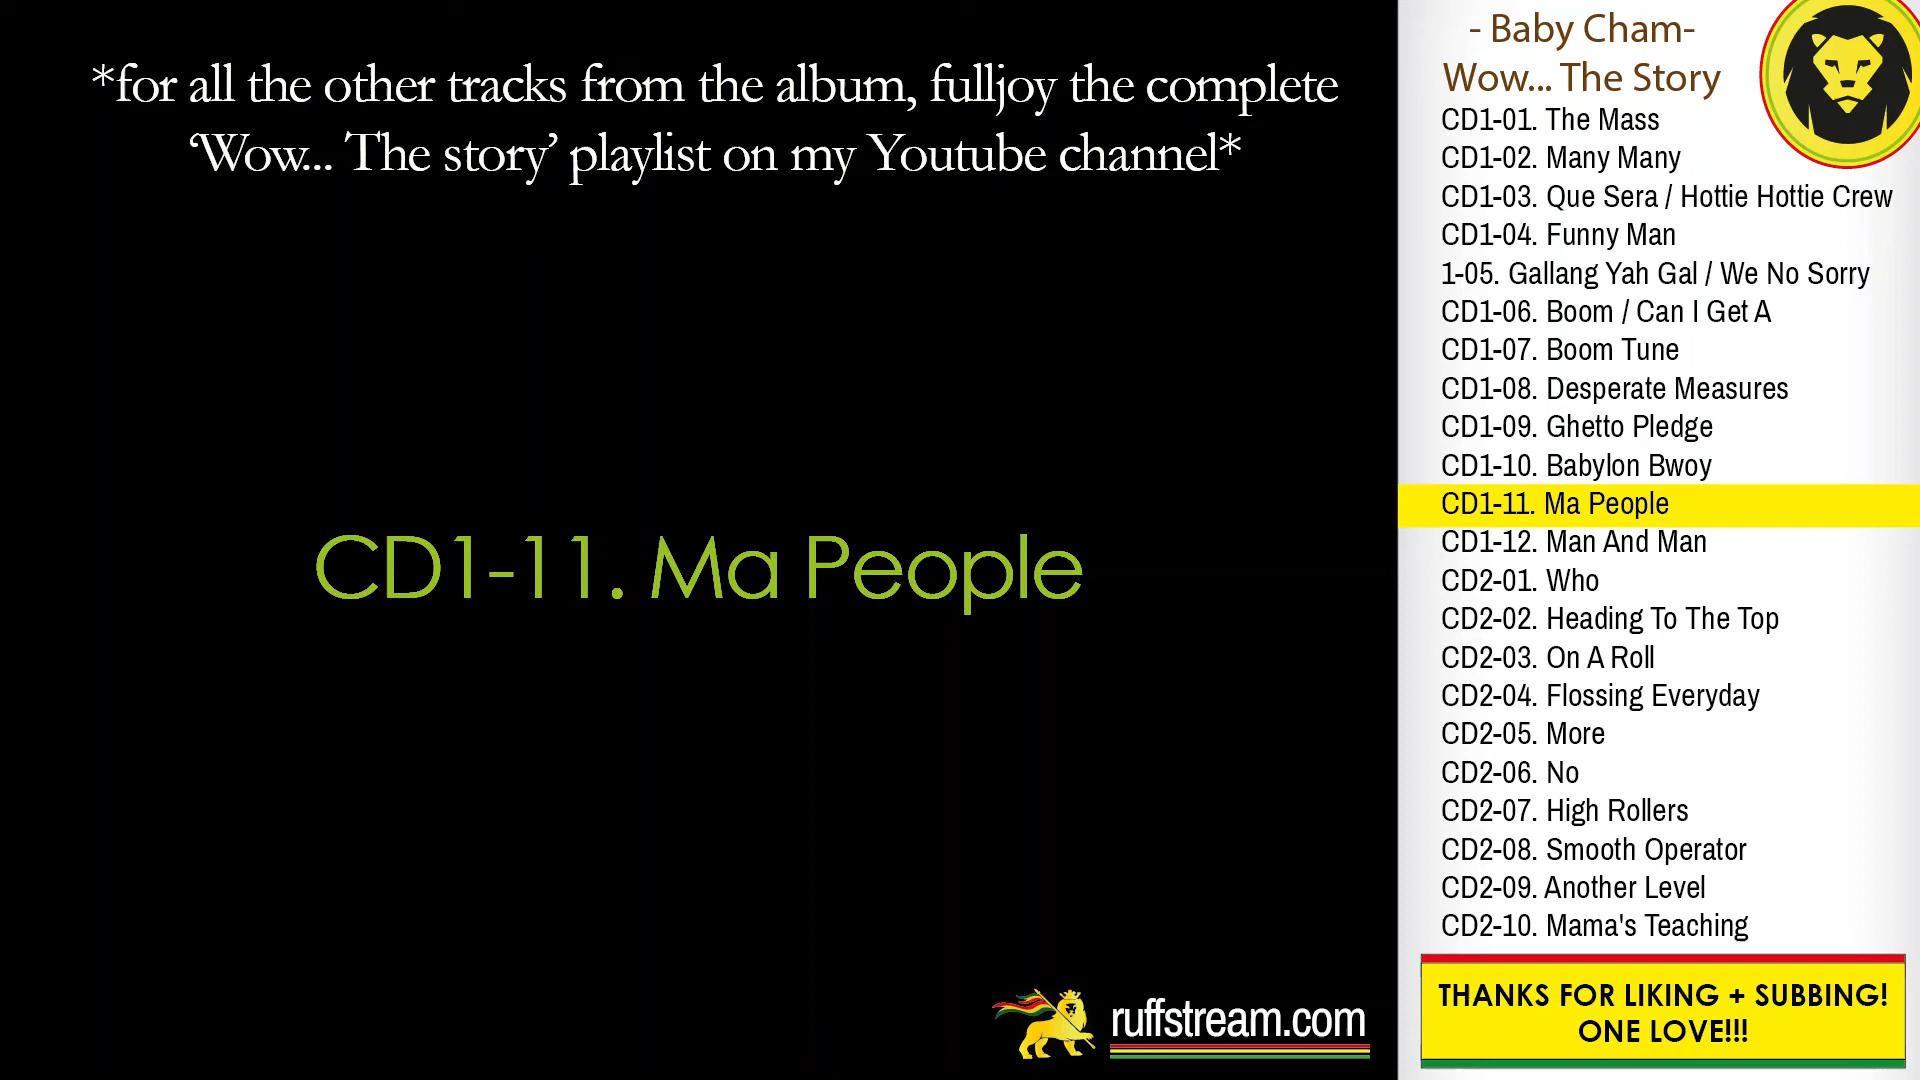 *for all the other tracks from the album, fulljoy the complete
‘Wow... The story’ playlist on my Youtube channel*
CD1-11. Ma People
ruffstream.com
- Baby Cham-
Wow... The Story
CD1-01. The Mass
CD1-02. Many Many
CD1-03. Que Sera / Hottie Hottie Crew
CD1-04. Funny Man
1-05. Gallang Yah Gal / We No Sorry
CD1-06. Boom / Can I Get A
CD1-07. Boom Tune
CD1-08. Desperate Measures
CD1-09. Ghetto Pledge
CD1-10. Babylon Bwoy
CD1-11. Ma People
CD1-12. Man And Man
CD2-01. Who
CD2-02. Heading To The Top
CD2-03. On A Roll
CD2-04. Flossing Everyday
CD2-05. More
CD2-06. No
CD2-07. High Rollers
CD2-08. Smooth Operator
CD2-09. Another Level
CD2-10. Mama's Teaching
THANKS FOR LIKING + SUBBING!
ONE LOVE!!!